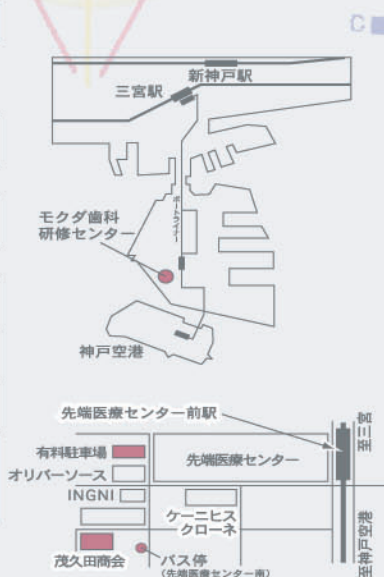 C
新神戸駅
三宮駅
ポートライナー
モクダ歯科
研修センター
神戸空港
先端医療センター前駅
至三宮
有料駐車場
先端医療センター
オリバーソース
INGNI
ケーニヒス
クローネ
茂久田商会
バス停
(先端医療センター南)
至神戸空港